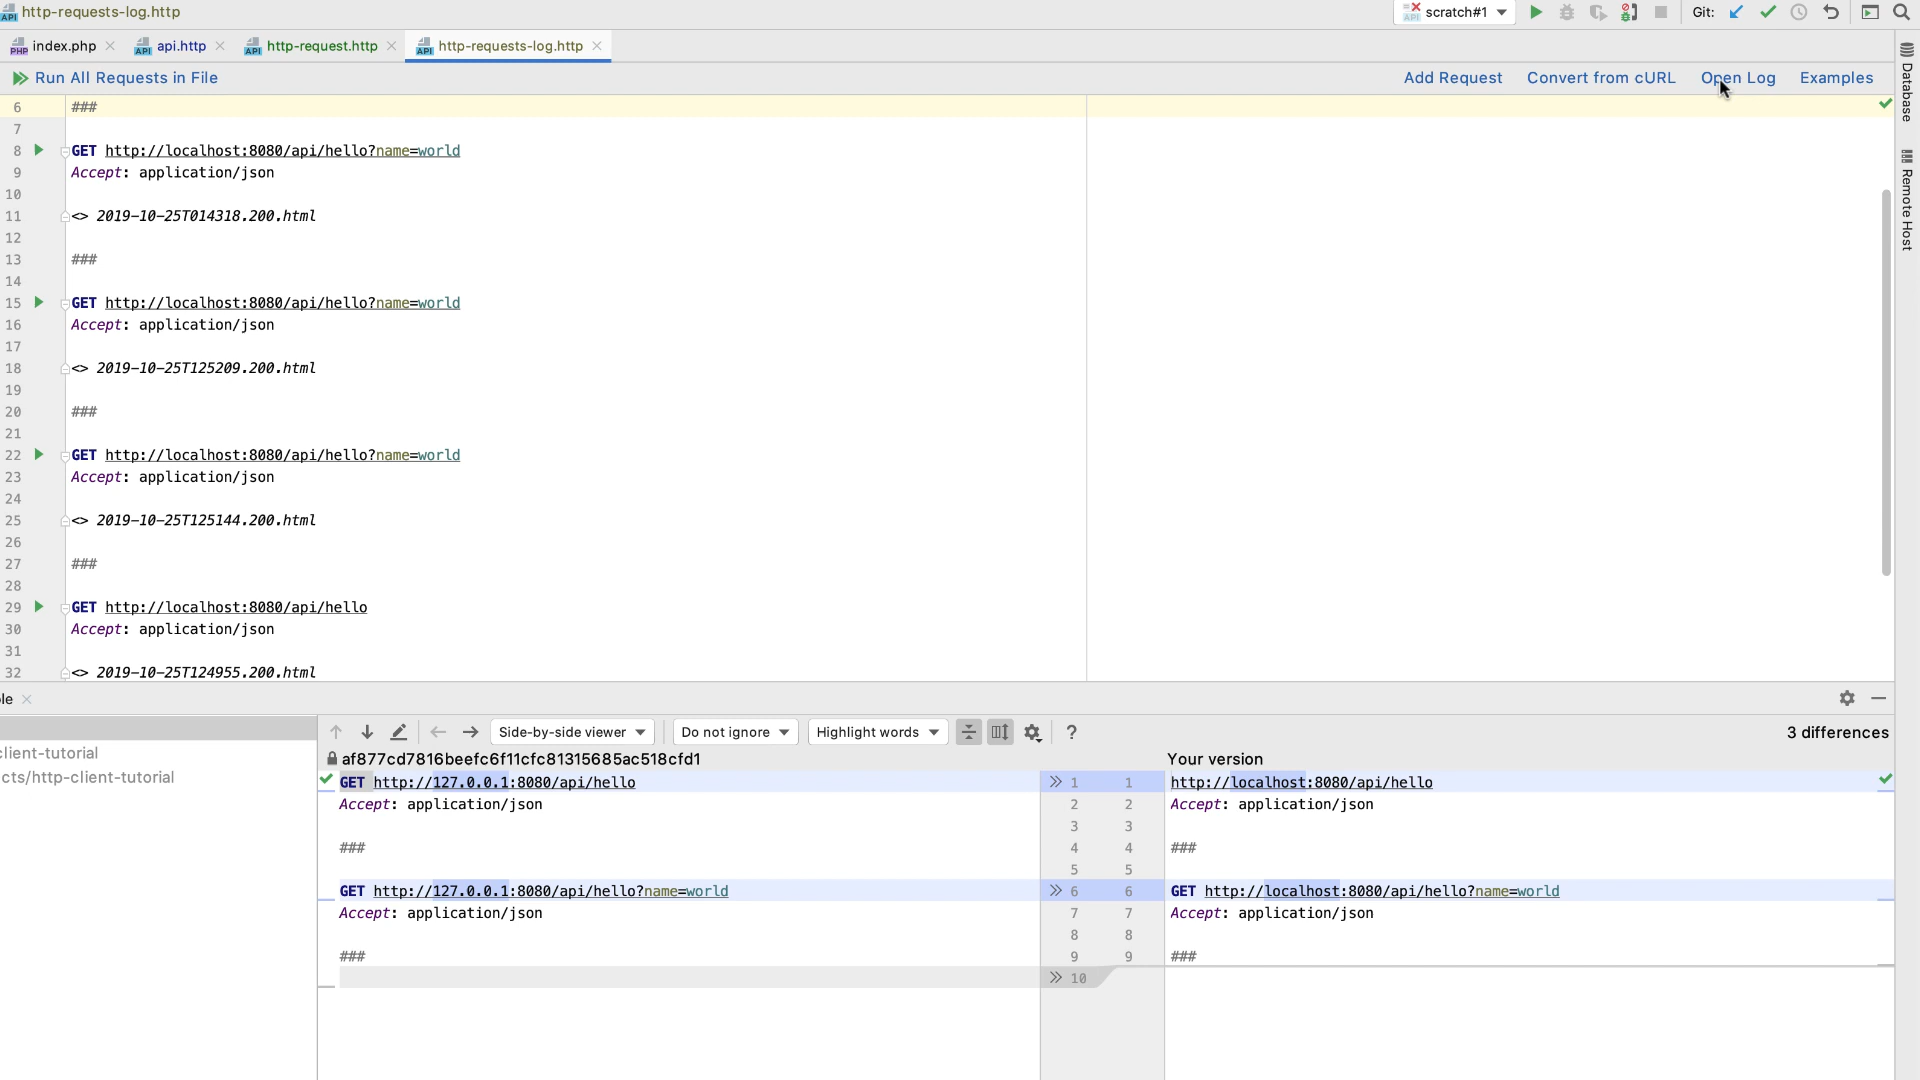 http-requests-log.http
scratch#1
Git:
index.php
api.http
http-request.http
http-requests-log.http
Run All Requests in File
Add Request
Convert from cURL
Open Log
Examples
Database
Remote Host
6 ###
7
8 GET http://localhost:8080/api/hello?name=world
9 Accept: application/json
10
11 <> 2019-10-25T014318.200.html
12
13 ###
14
15 GET http://localhost:8080/api/hello?name=world
16 Accept: application/json
17
18 <> 2019-10-25T125209.200.html
19
20 ###
21
22 GET http://localhost:8080/api/hello?name=world
23 Accept: application/json
24
25 <> 2019-10-25T125144.200.html
26
27 ###
28
29 GET http://localhost:8080/api/hello
30 Accept: application/json
31
32 <> 2019-10-25T124955.200.html
le
Side-by-side viewer
Do not ignore
Highlight words
?
3 differences
client-tutorial
cts/http-client-tutorial
af877cd7816beefc6f11cfc81315685ac518cfd1
Your version
GET http://127.0.0.1:8080/api/hello 1 1 http://localhost:8080/api/hello
Accept: application/json 2 2 Accept: application/json
3 3
### 4 4 ###
5 5
GET http://127.0.0.1:8080/api/hello?name=world 6 6 GET http://localhost:8080/api/hello?name=world
Accept: application/json 7 7 Accept: application/json
8 8
### 9 9 ###
10